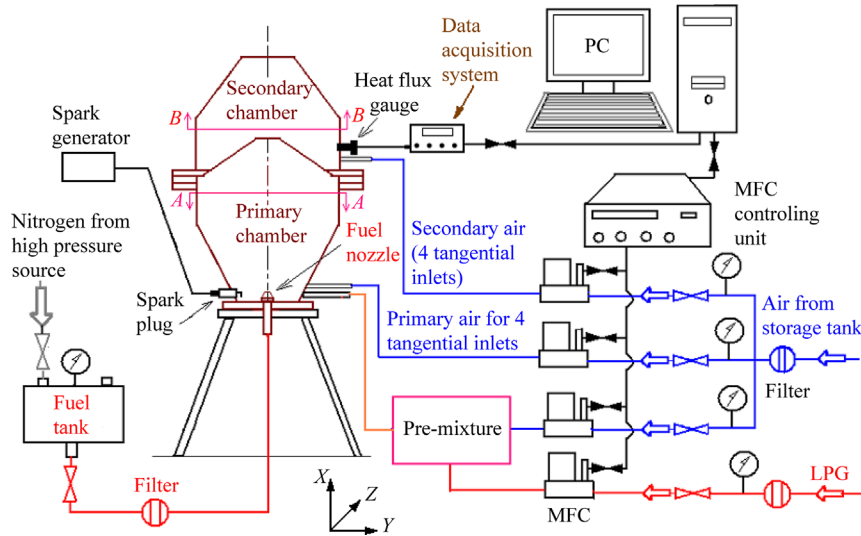 Data
acquisition
system
PC
Secondary
chamber
Heat flux
gauge
B
B
Spark
generator
MFC
controling
unit
A
A
Primary
chamber
Secondary air
(4 tangential
inlets)
Nitrogen from
high pressure
source
Fuel
nozzle
Spark
plug
Primary air for 4
tangential inlets
Air from
storage tank
Filter
Fuel
tank
Pre-mixture
Filter
X
Z
Y
MFC
LPG